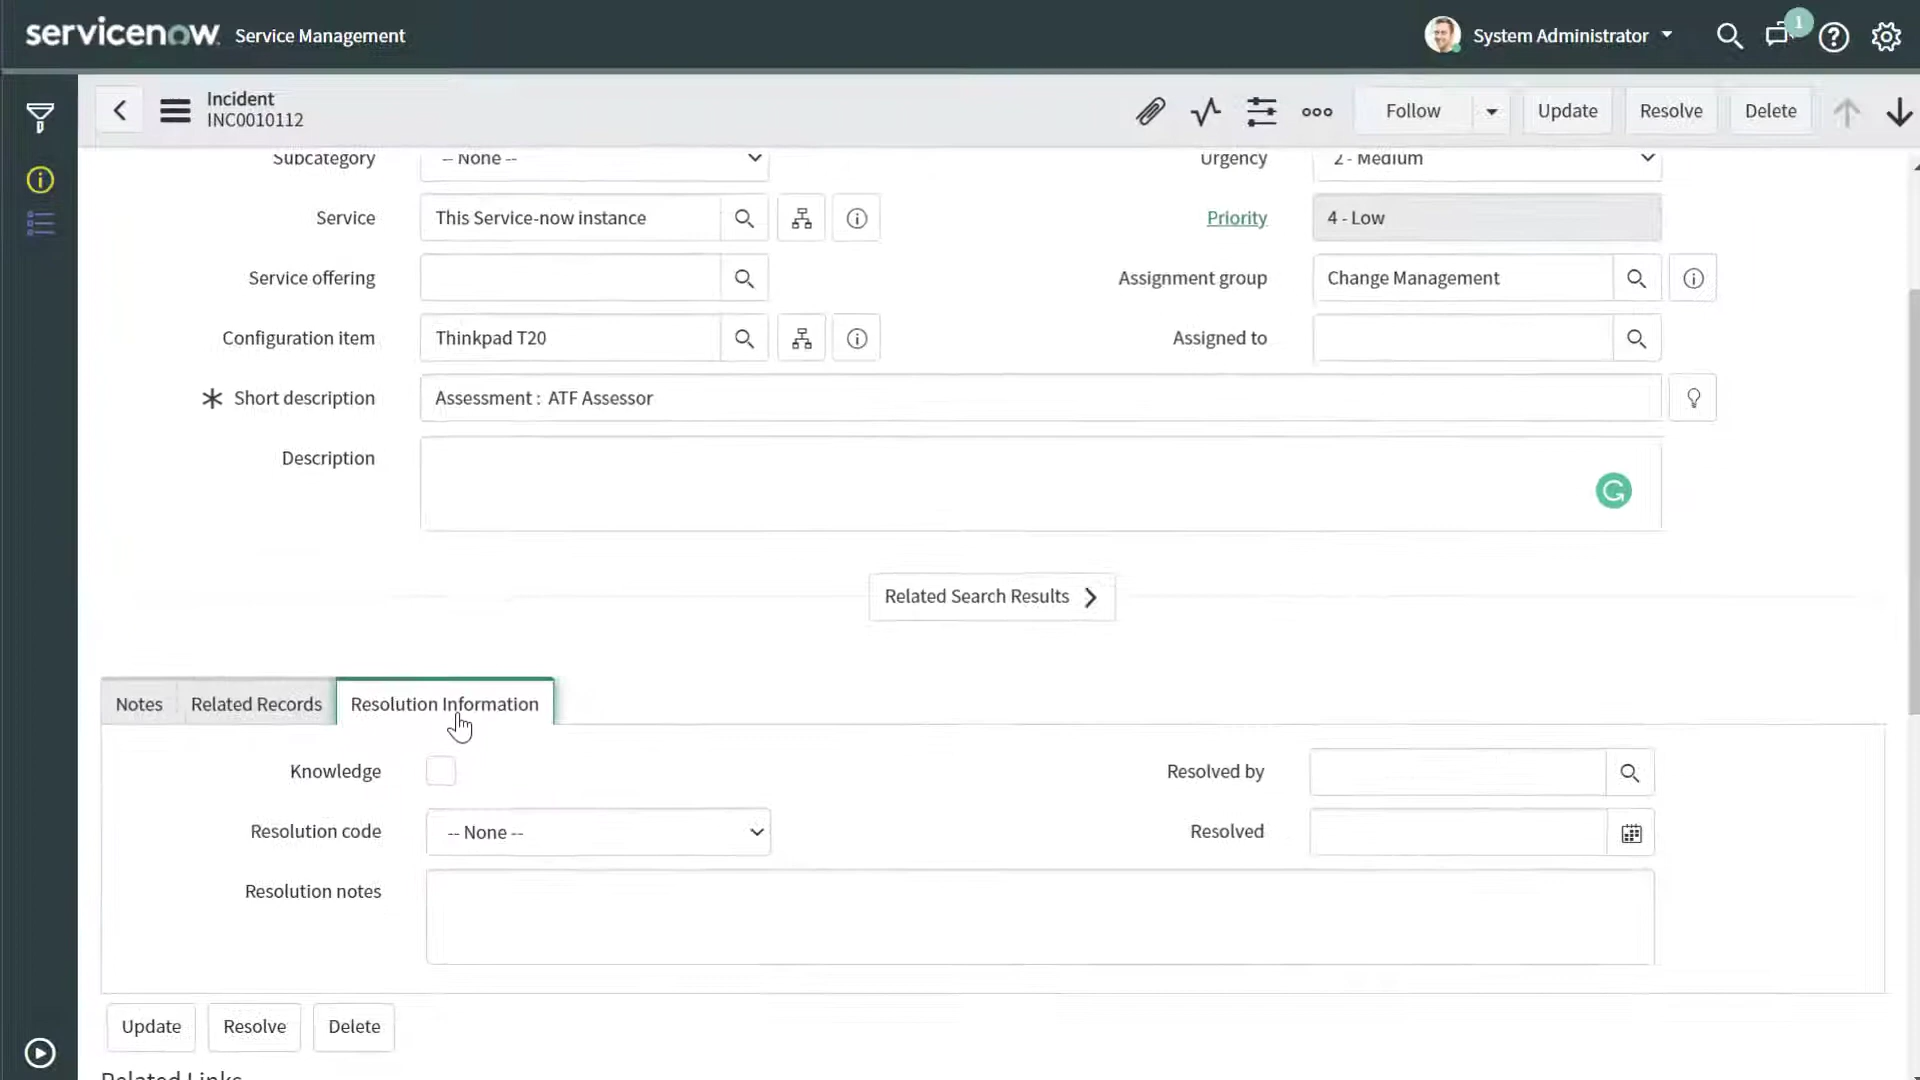 servicenow Service Management
System Administrator
1
Incident
INC0010112
Follow
Update
Resolve
Delete
Subcategory
-- None --
Urgency
2 - Medium
Service
This Service-now instance
Priority
4 - Low
Service offering
Assignment group
Change Management
Configuration item
Thinkpad T20
Assigned to
Short description
Assessment : ATF Assessor
Description
Related Search Results
Notes
Related Records
Resolution Information
Knowledge
Resolved by
Resolution code
-- None --
Resolved
Resolution notes
Update
Resolve
Delete
Related Links